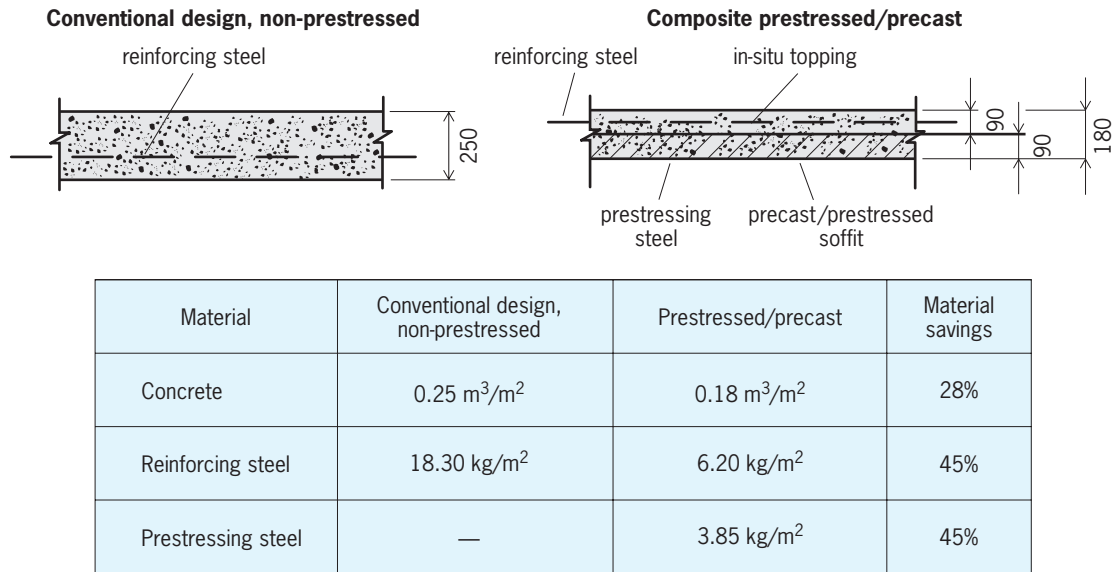 Conventional design, non-prestressed
reinforcing steel
250
Composite prestressed/precast
reinforcing steel
in-situ topping
90
90
180
prestressing
steel
precast/prestressed
soffit
Material
Conventional design,
non-prestressed
Prestressed/precast
Material
savings
Concrete
0.25 m³/m²
0.18 m³/m²
28%
Reinforcing steel
18.30 kg/m²
6.20 kg/m²
45%
Prestressing steel
—
3.85 kg/m²
45%